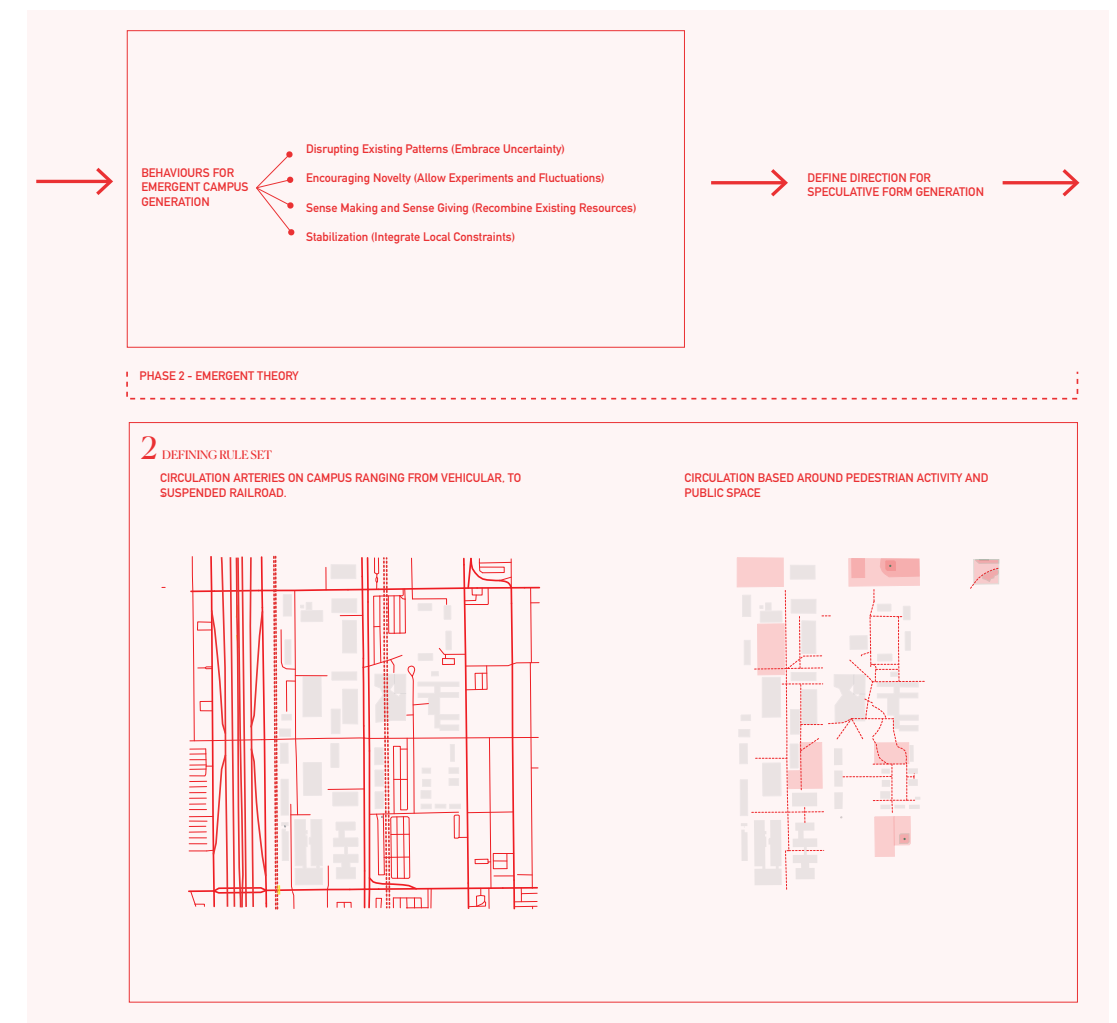 BEHAVIOURS FOR
EMERGENT CAMPUS
GENERATION
Disrupting Existing Patterns (Embrace Uncertainty)
Encouraging Novelty (Allow Experiments and Fluctuations)
Sense Making and Sense Giving (Recombine Existing Resources)
Stabilization (Integrate Local Constraints)
DEFINE DIRECTION FOR
SPECULATIVE FORM GENERATION
PHASE 2 - EMERGENT THEORY
2 DEFINING RULE SET
CIRCULATION ARTERIES ON CAMPUS RANGING FROM VEHICULAR, TO
SUSPENDED RAILROAD.
CIRCULATION BASED AROUND PEDESTRIAN ACTIVITY AND
PUBLIC SPACE